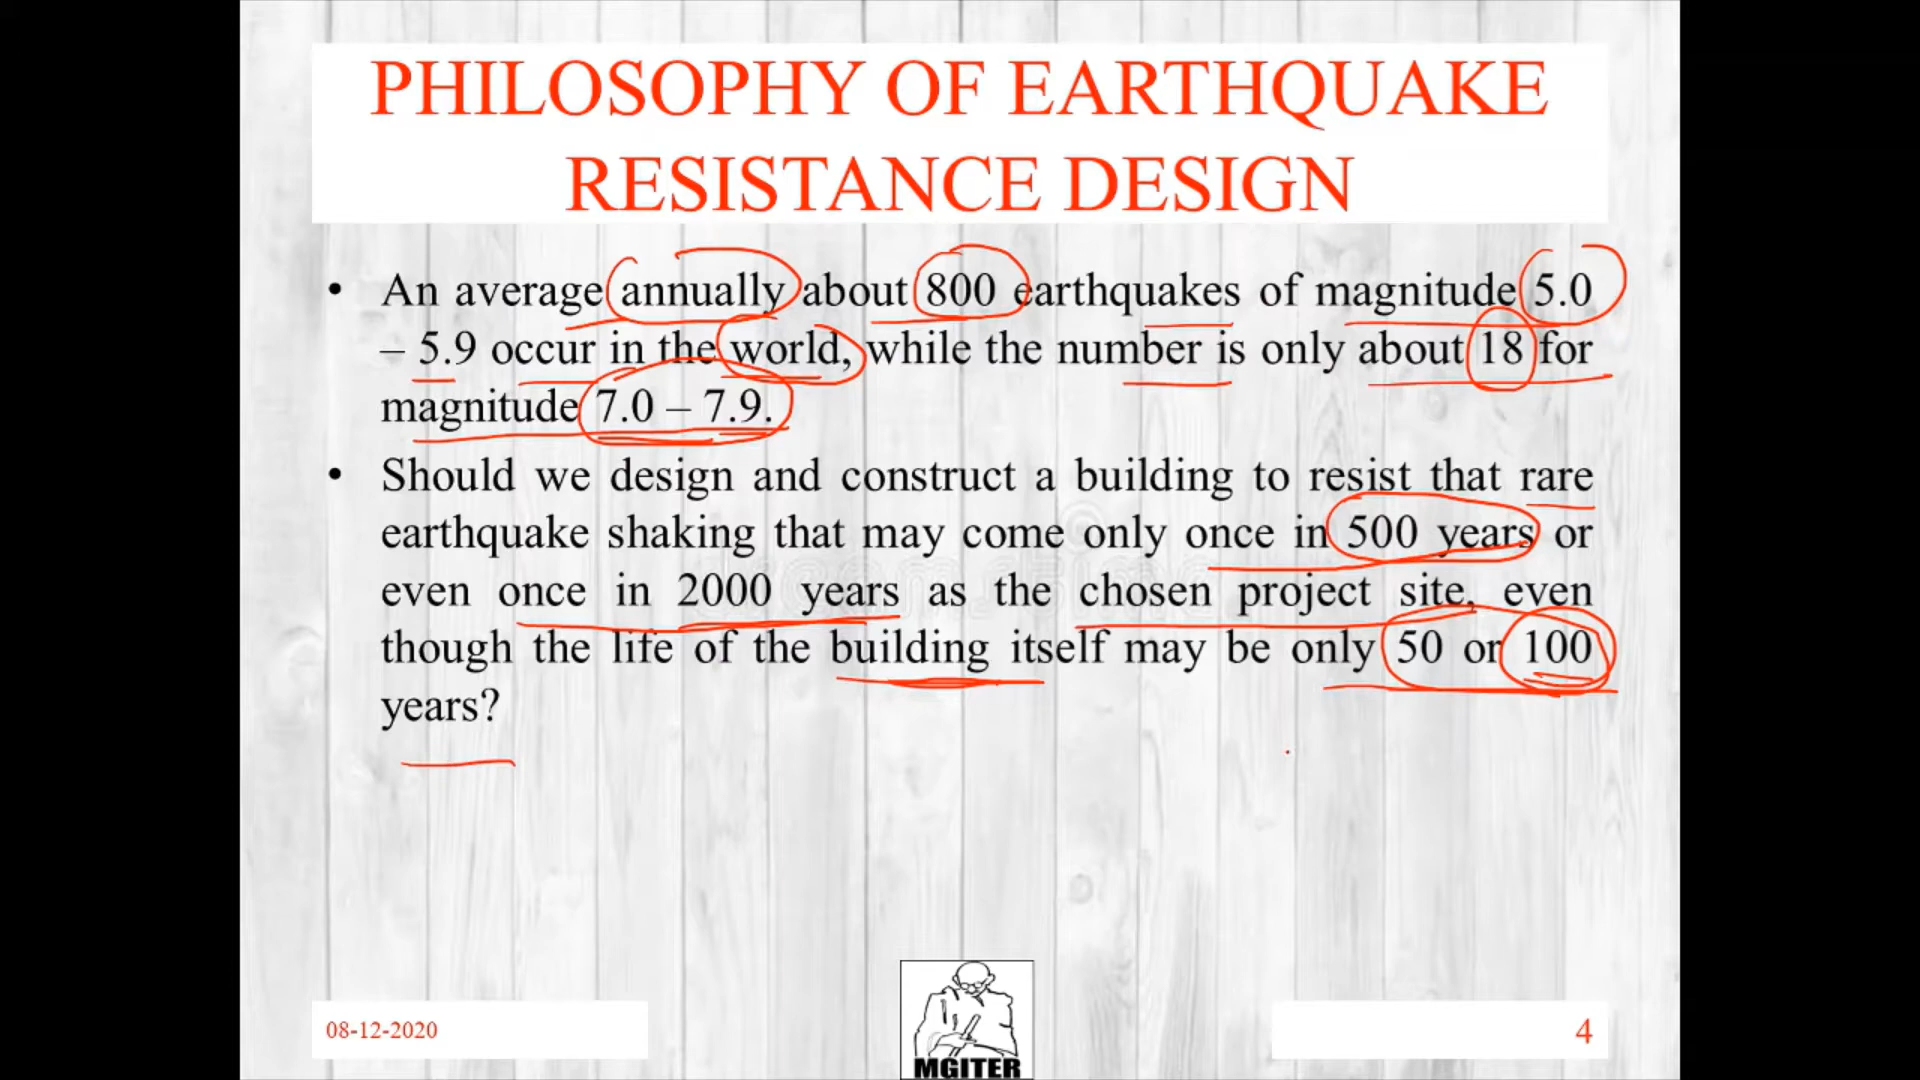 PHILOSOPHY OF EARTHQUAKE
RESISTANCE DESIGN
• An average annually about 800 earthquakes of magnitude 5.0
– 5.9 occur in the world, while the number is only about 18 for
magnitude 7.0 – 7.9.
• Should we design and construct a building to resist that rare
earthquake shaking that may come only once in 500 years or
even once in 2000 years as the chosen project site, even
though the life of the building itself may be only 50 or 100
years?
08-12-2020
MGITER
4